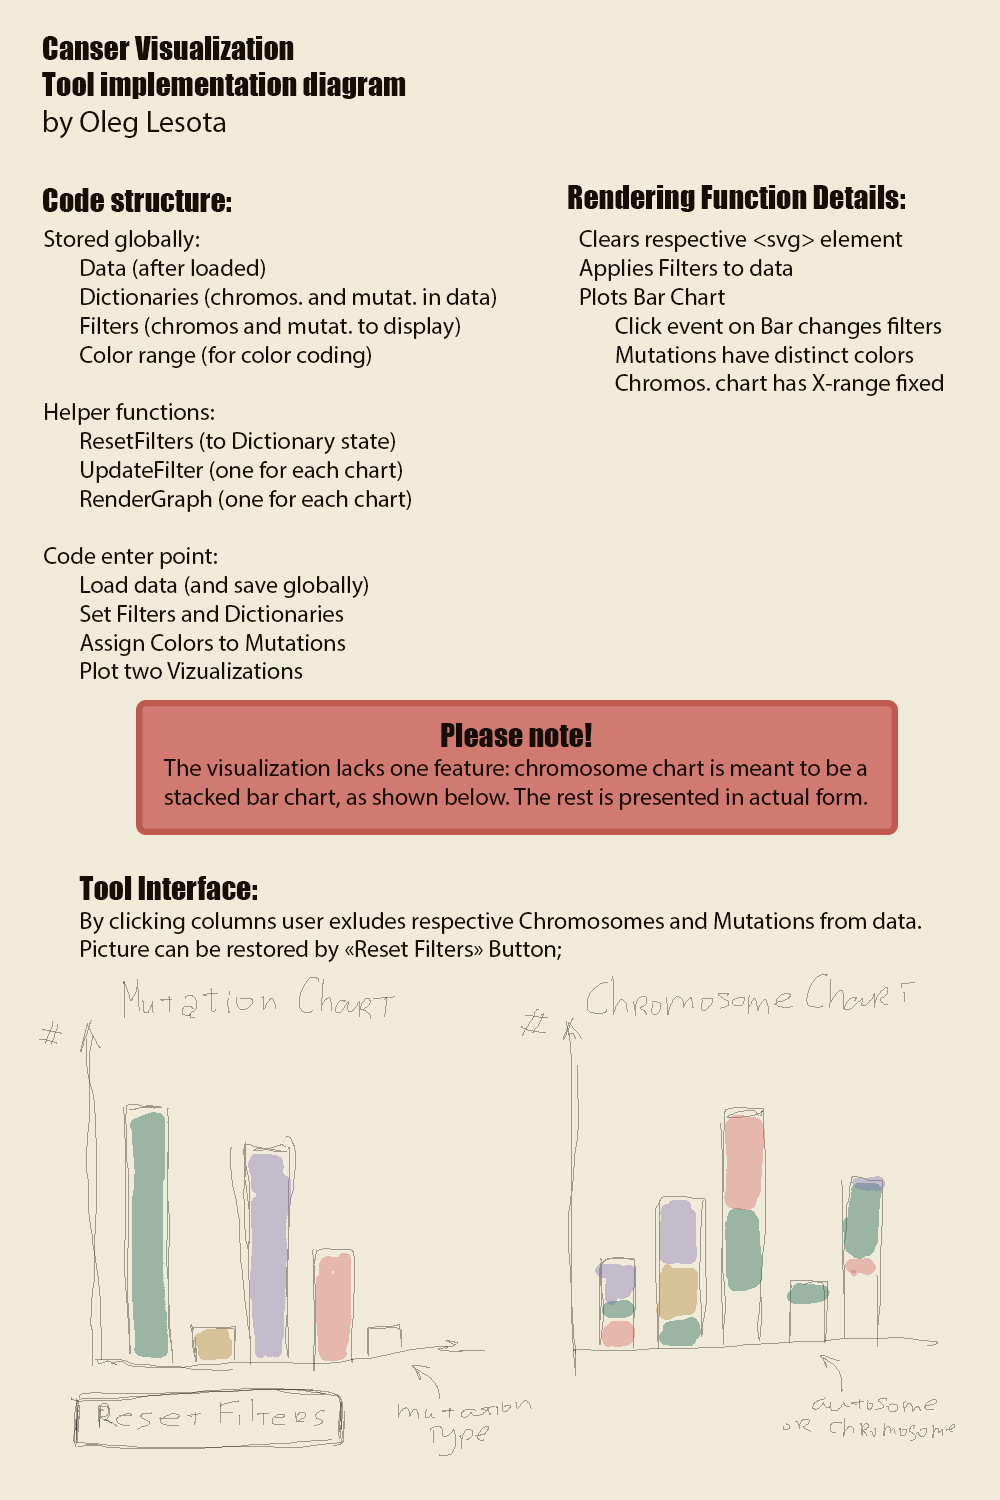 Canser Visualization
Tool implementation diagram
by Oleg Lesota
Code structure:
Stored globally:
Data (after loaded)
Dictionaries (chromos. and mutat. in data)
Filters (chromos and mutat. to display)
Color range (for color coding)
Helper functions:
ResetFilters (to Dictionary state)
UpdateFilter (one for each chart)
RenderGraph (one for each chart)
Code enter point:
Load data (and save globally)
Set Filters and Dictionaries
Assign Colors to Mutations
Plot two Vizualizations
Rendering Function Details:
Clears respective <svg> element
Applies Filters to data
Plots Bar Chart
Click event on Bar changes filters
Mutations have distinct colors
Chromos. chart has X-range fixed
Please note!
The visualization lacks one feature: chromosome chart is meant to be a
stacked bar chart, as shown below. The rest is presented in actual form.
Tool Interface:
By clicking columns user exludes respective Chromosomes and Mutations from data.
Picture can be restored by «Reset Filters» Button;
Mutation Chart
#
Reset Filters
mutation
type
Chromosome Chart
#
autosome
or chromosome